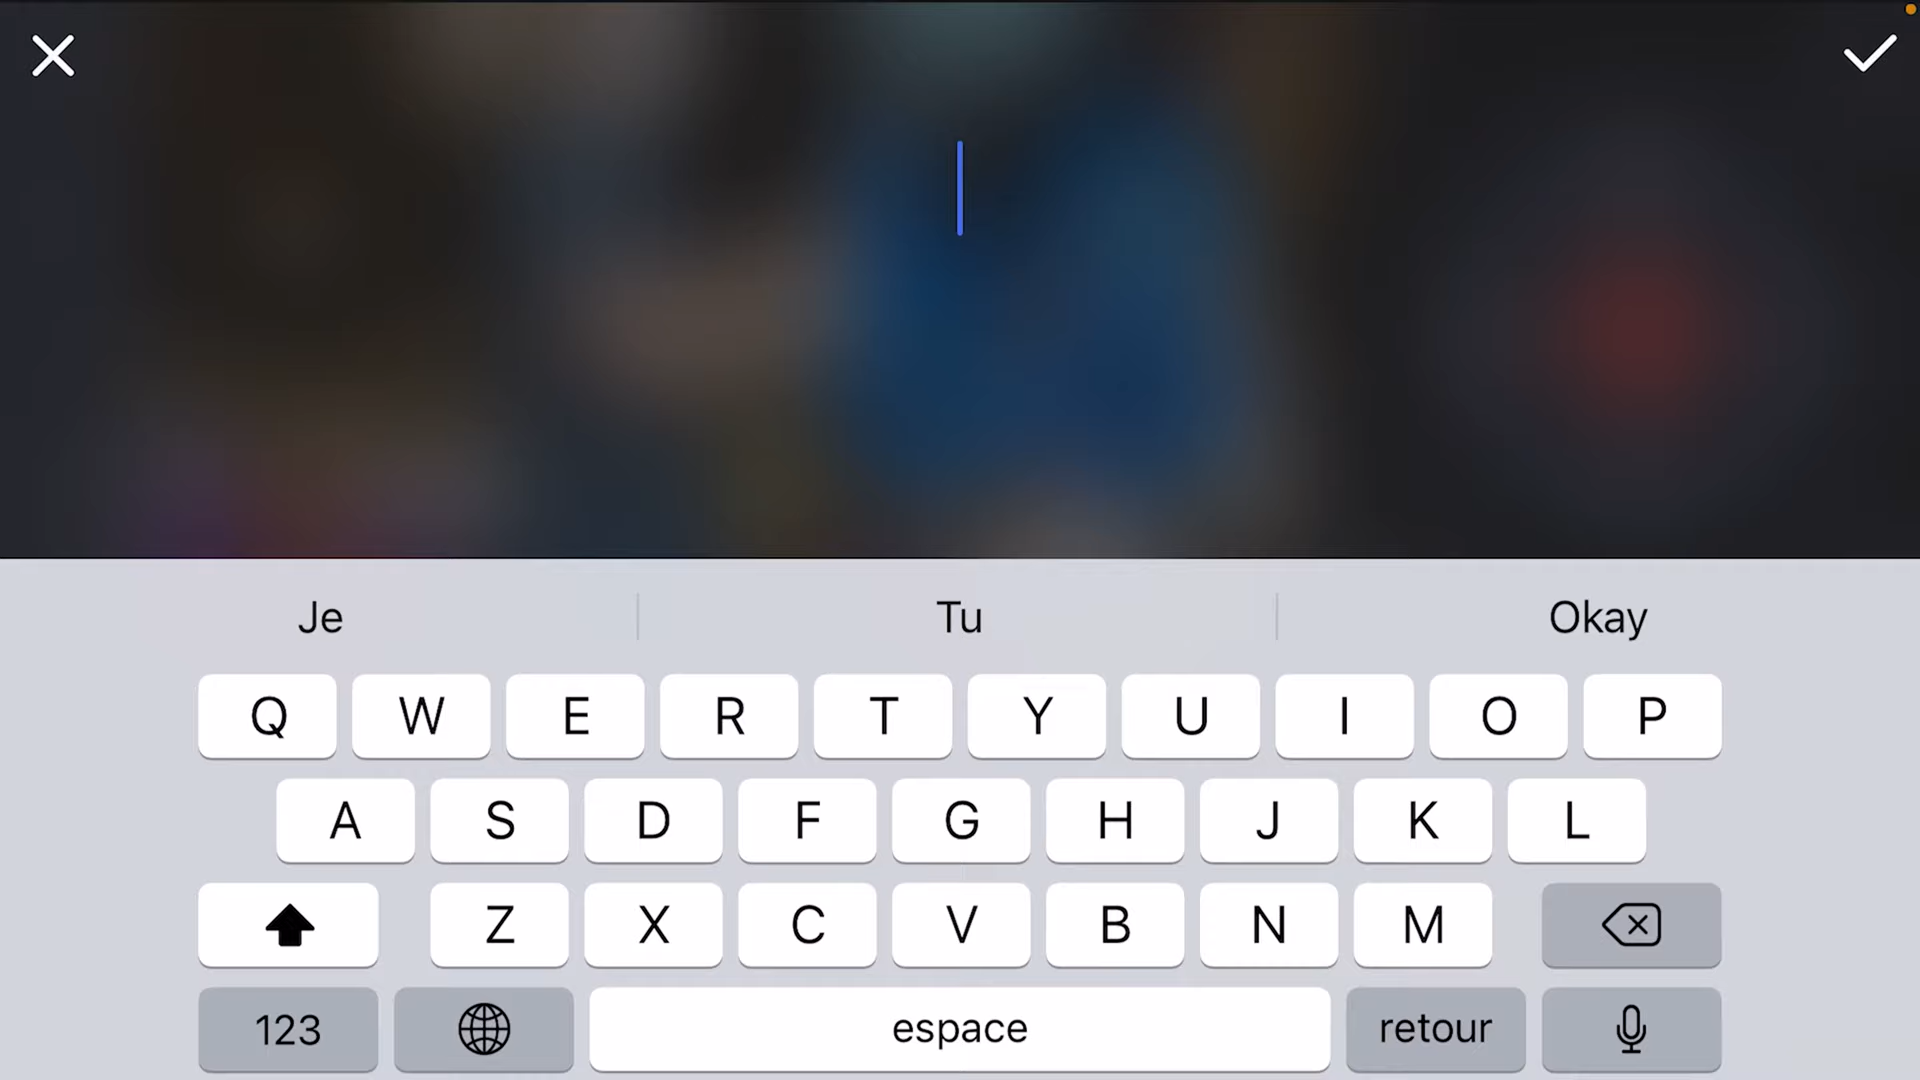 Je Tu Okay
Q W E R T Y U I O P
A S D F G H J K L
Z X C V B N M
123 espace retour